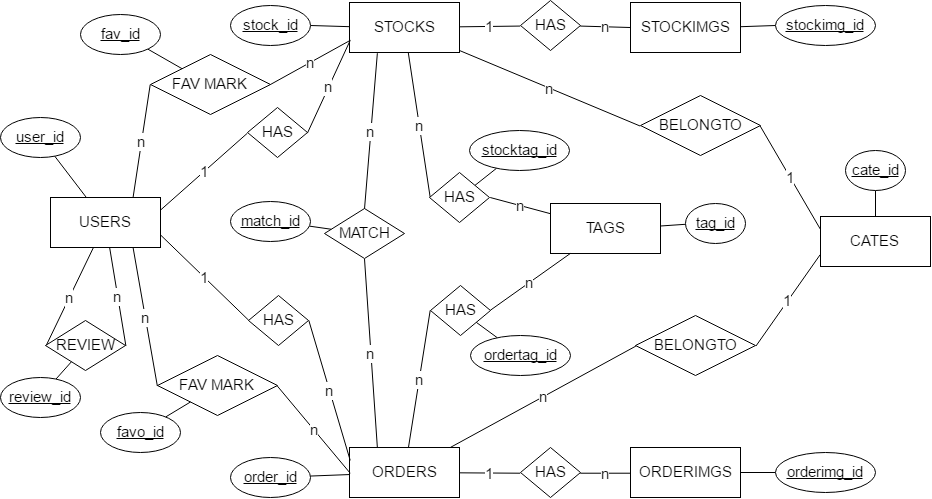 stock_id
STOCKS
1
HAS
n
STOCKIMGS
stockimg_id
fav_id
FAV MARK
n
n
n
HAS
1
n
n
n
BELONGTO
1
user_id
stocktag_id
cate_id
HAS
n
USERS
match_id
MATCH
TAGS
tag_id
CATES
1
n
n
n
HAS
n
1
n
HAS
REVIEW
ordertag_id
BELONGTO
n
n
FAV MARK
n
n
n
review_id
favo_id
n
order_id
ORDERS
1
HAS
n
ORDERIMGS
orderimg_id